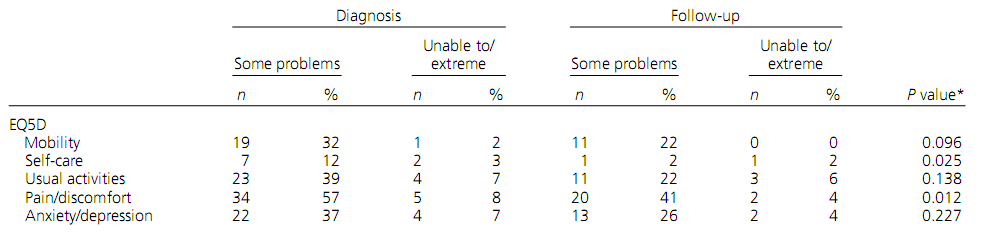 Diagnosis Follow-up
Unable to/ Unable to/
Some problems extreme Some problems extreme
n % n % n % n % P value*
EQ5D
Mobility 19 32 1 2 11 22 0 0 0.096
Self-care 7 12 2 3 1 2 1 2 0.025
Usual activities 23 39 4 7 11 22 3 6 0.138
Pain/discomfort 34 57 5 8 20 41 2 4 0.012
Anxiety/depression 22 37 4 7 13 26 2 4 0.227